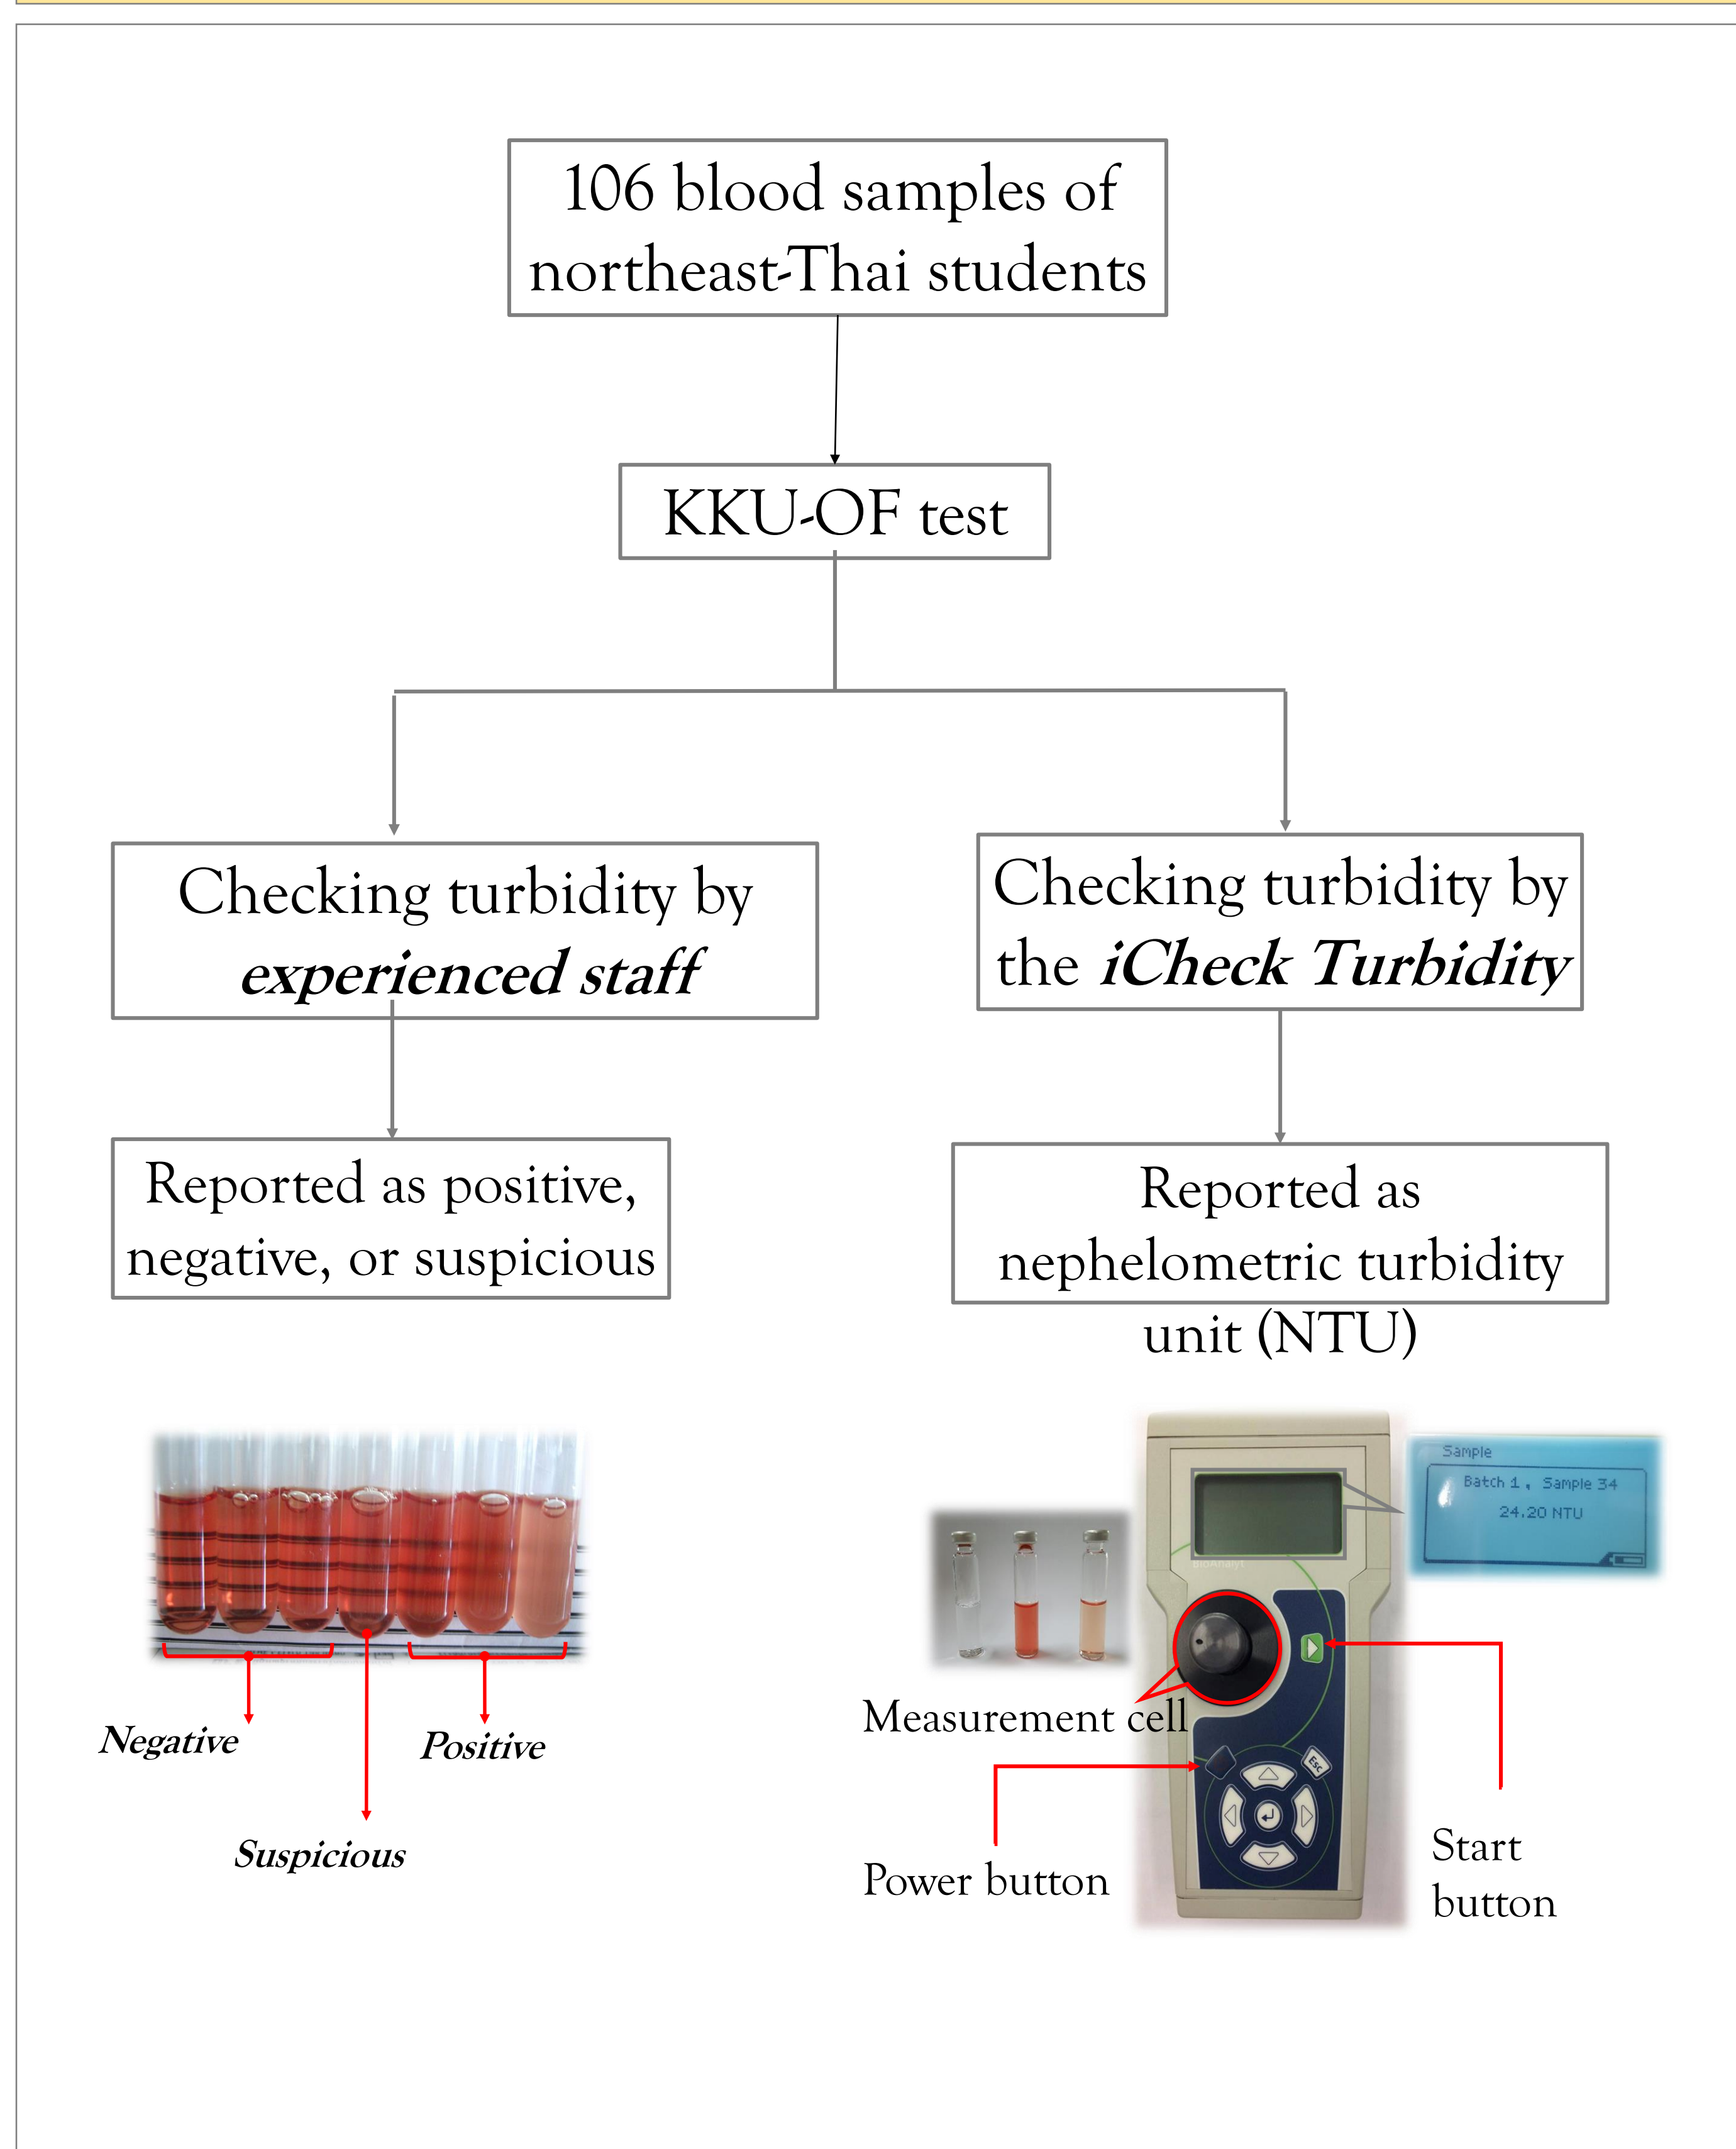 106 blood samples of
northeast-Thai students
KKU-OF test
Checking turbidity by
experienced staff
Checking turbidity by
the iCheck Turbidity
Reported as positive,
negative, or suspicious
Reported as
nephelometric turbidity
unit (NTU)
Sample
Batch 1 , Sample 34
24.20 NTU
BioAnalyt
Measurement cell
Esc
Negative
Positive
Suspicious
Power button
Start
button